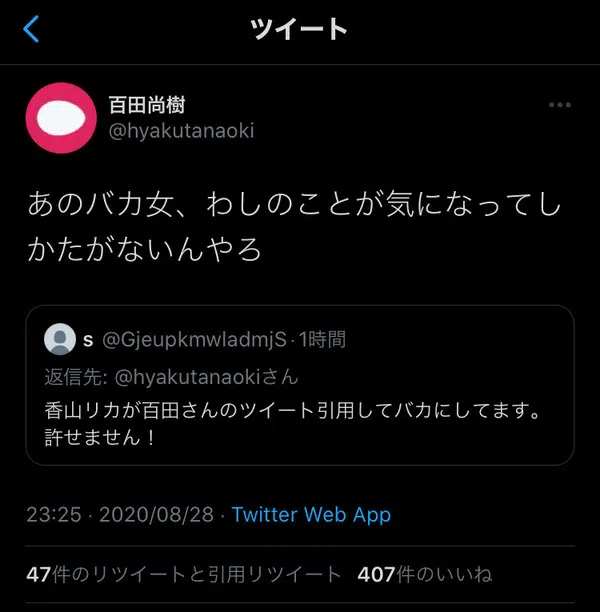 ツイート
百田尚樹
@hyakutanaoki
あのバカ女、わしのことが気になってし
かたがないんやろ
s @GjeupkmwladmjS・1時間
返信先: @hyakutanaokiさん
香山リカが百田さんのツイート引用してバカにしてます。
許せません！
23:25・2020/08/28・Twitter Web App
47件のリツイートと引用リツイート 407件のいいね